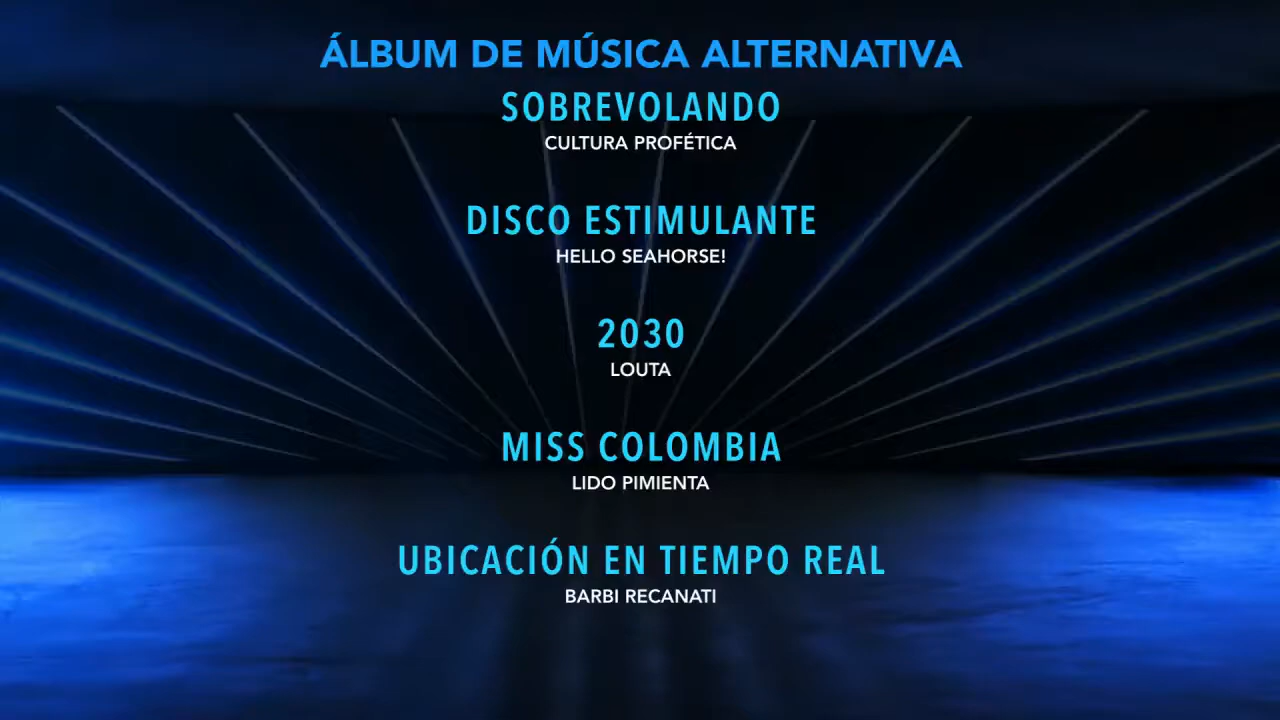 ÁLBUM DE MÚSICA ALTERNATIVA
SOBREVOLANDO
CULTURA PROFÉTICA
DISCO ESTIMULANTE
HELLO SEAHORSE!
2030
LOUTA
MISS COLOMBIA
LIDO PIMIENTA
UBICACIÓN EN TIEMPO REAL
BARBI RECANATI